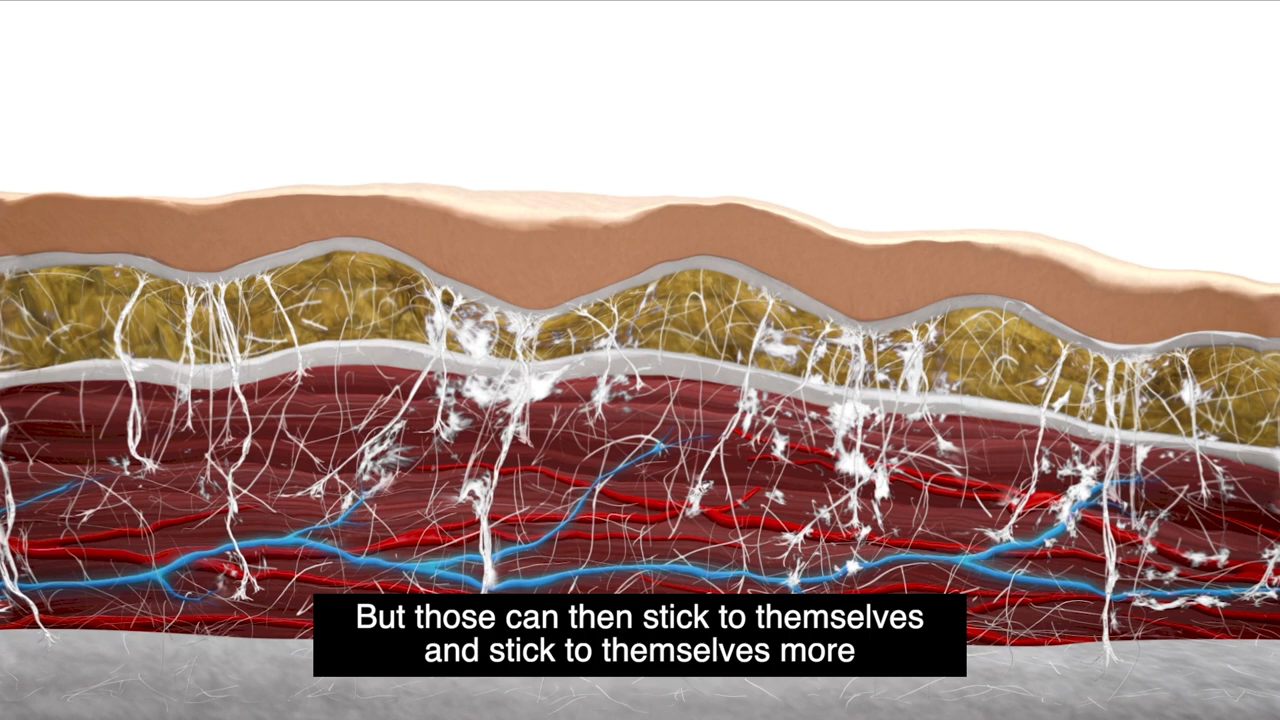 But those can then stick to themselves
and stick to themselves more